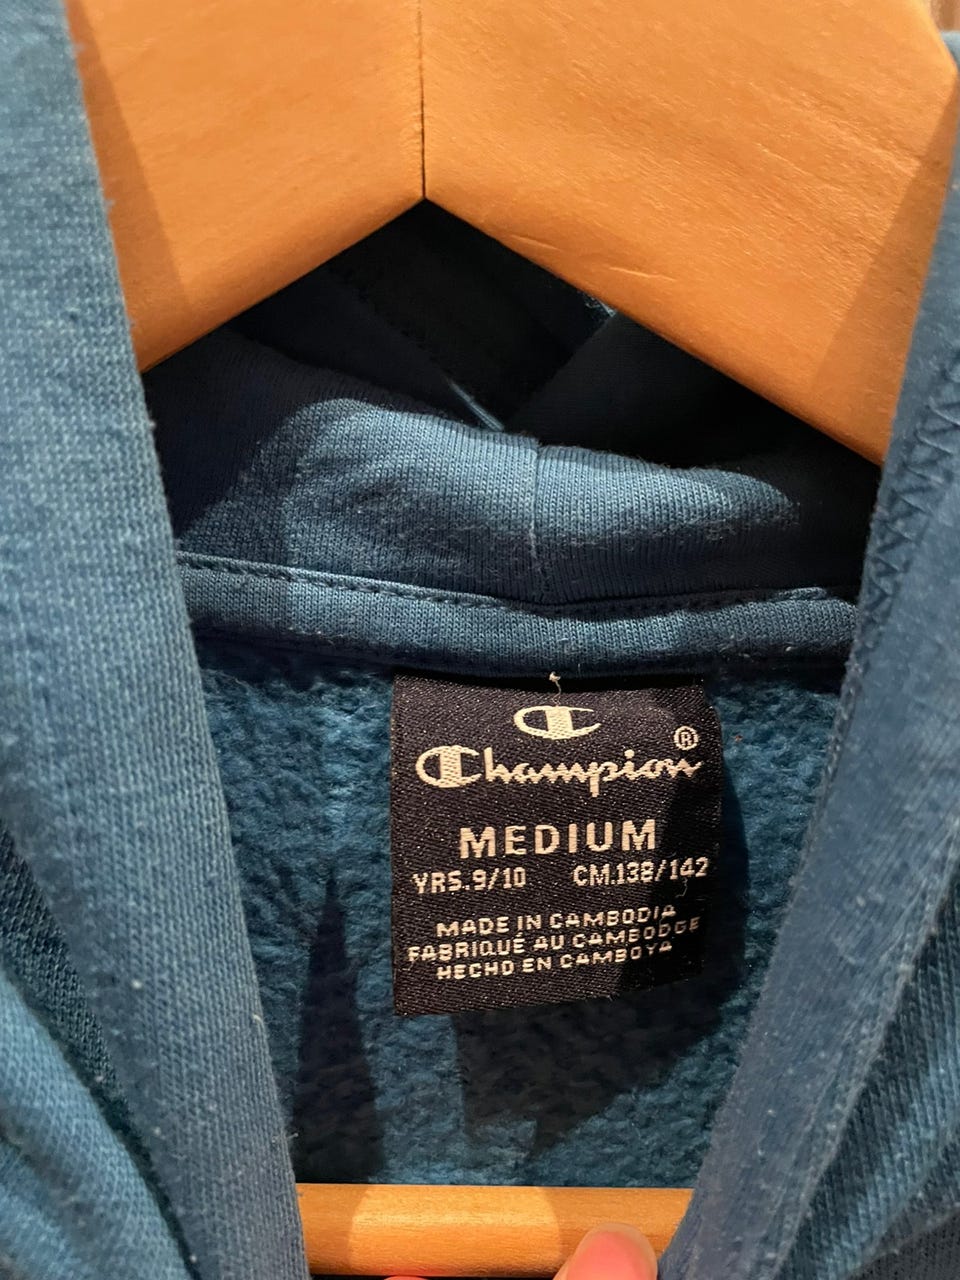 Champion®
MEDIUM
YRS.9/10 CM.138/142
MADE IN CAMBODIA
FABRIQUÉ AU CAMBODGE
HECHO EN CAMBOYA